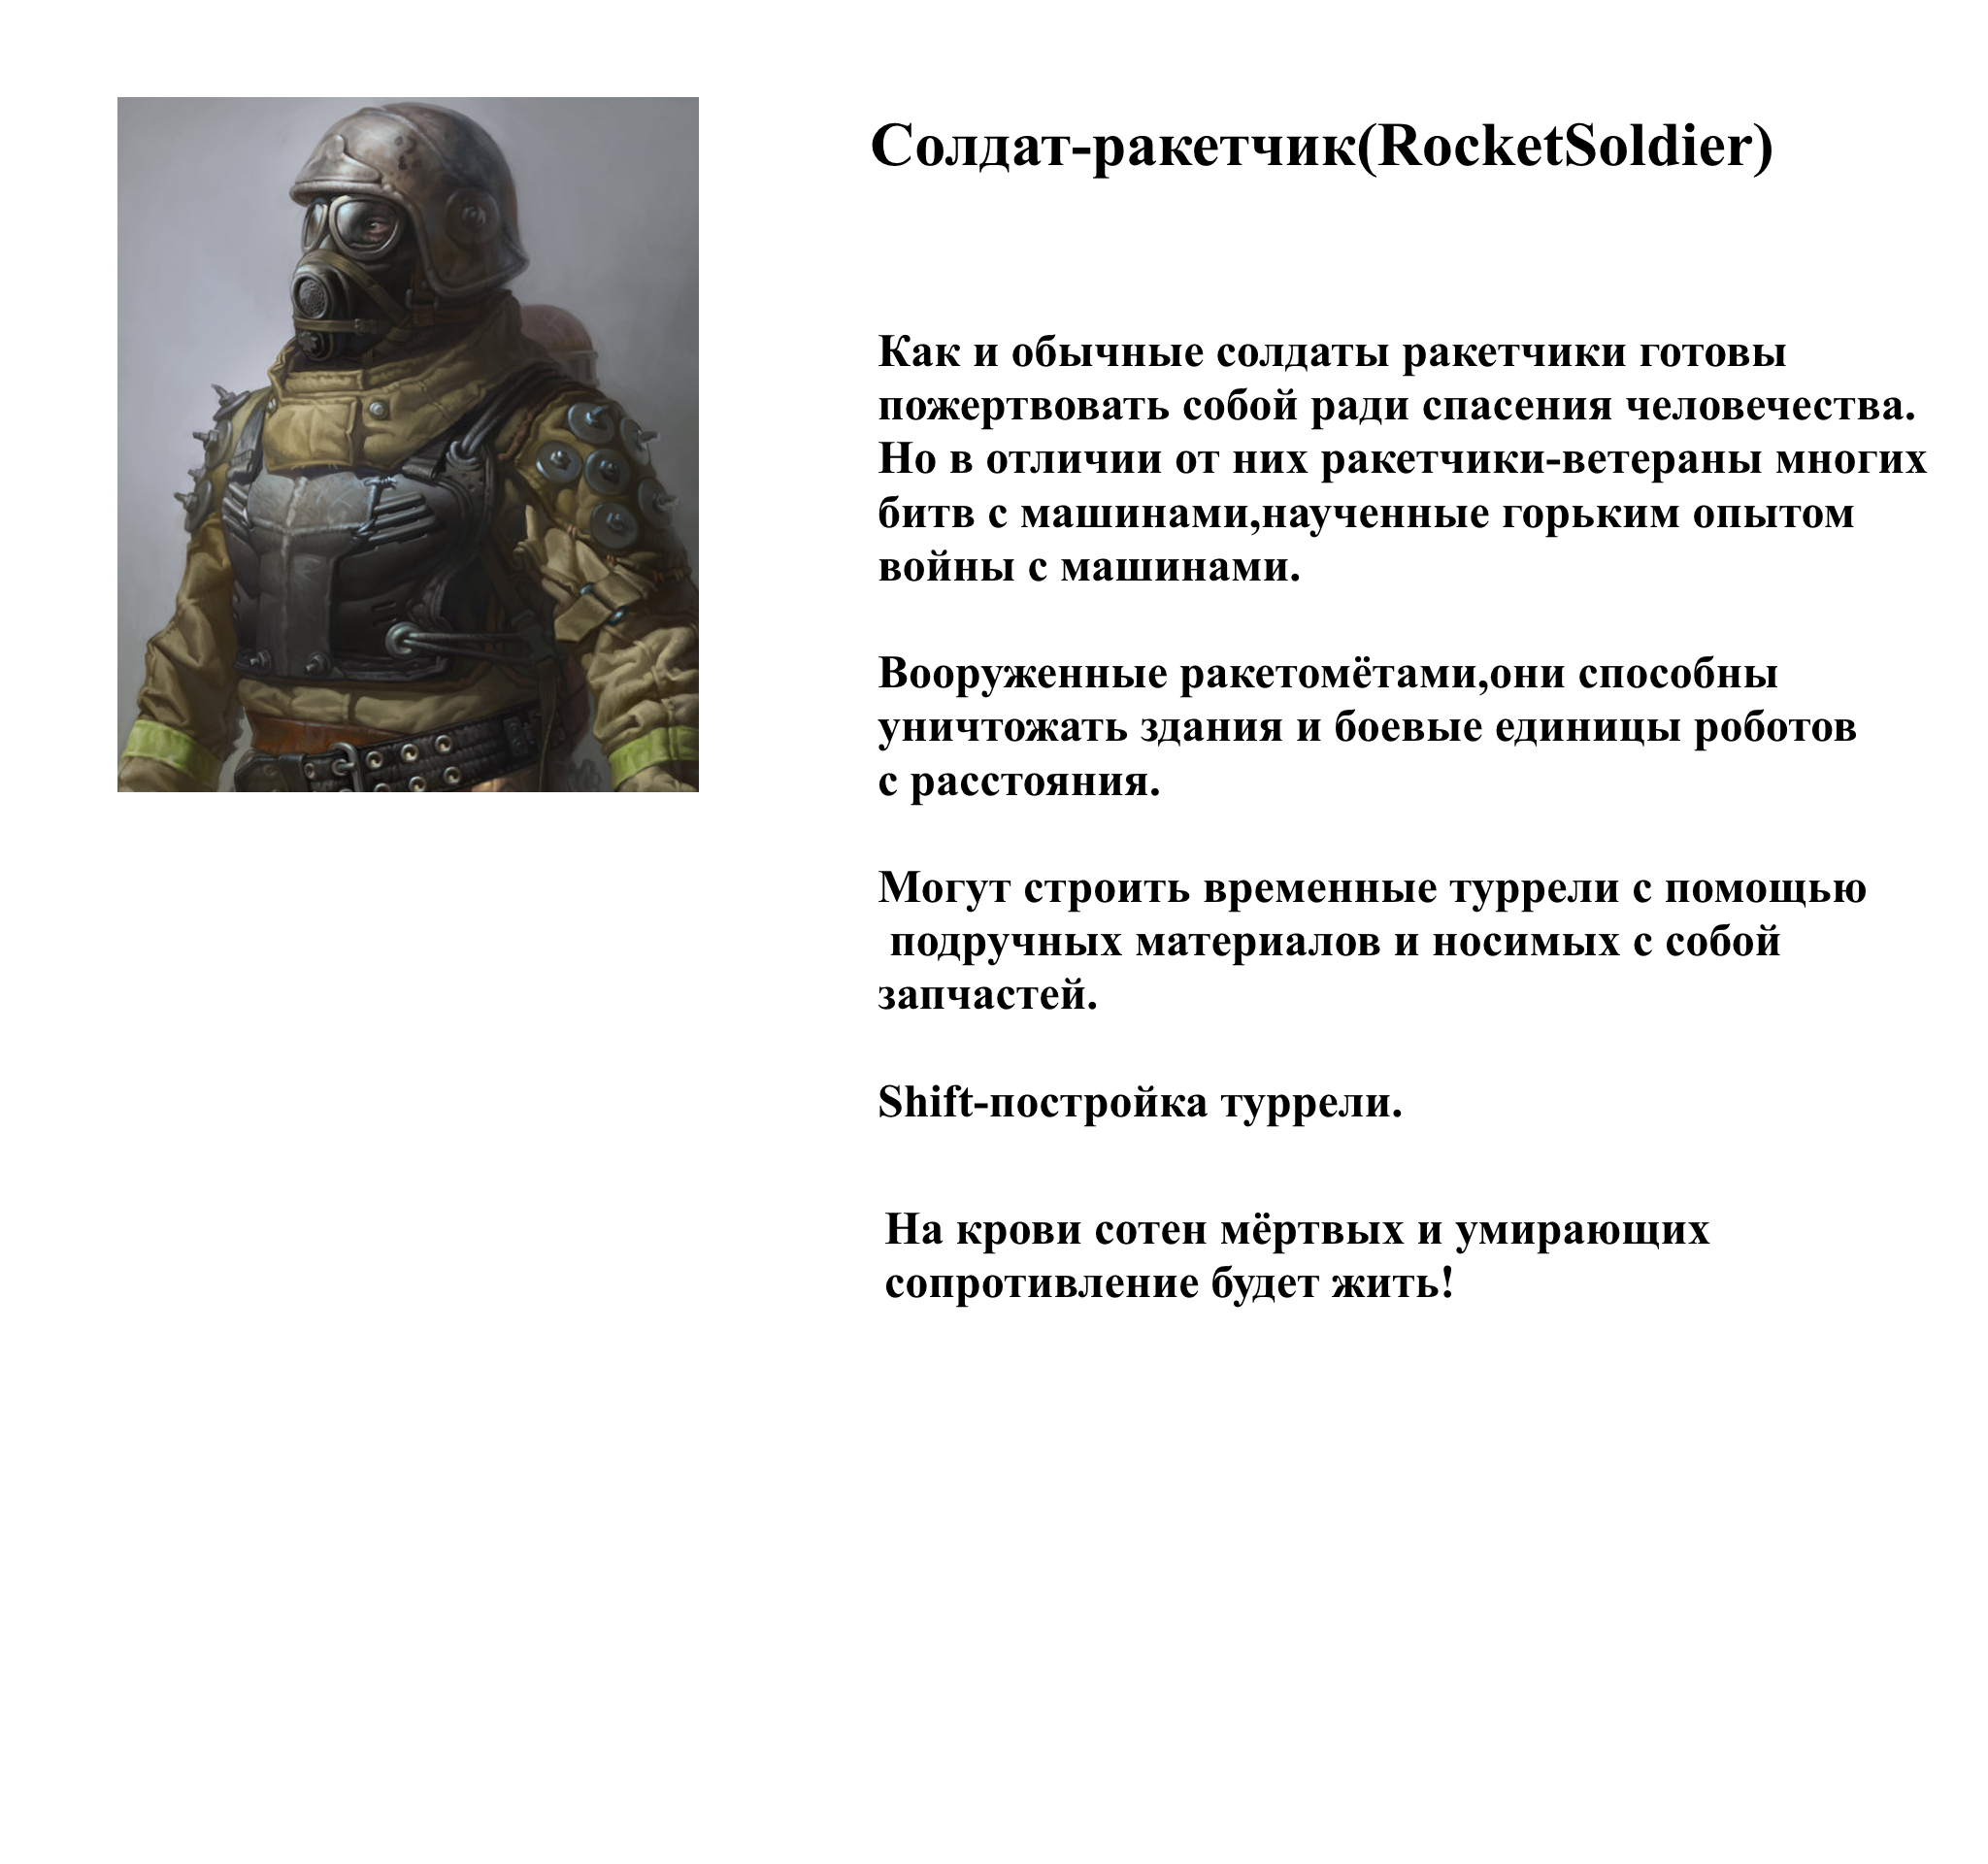 Солдат-ракетчик(RocketSoldier)
Как и обычные солдаты ракетчики готовы
пожертвовать собой ради спасения человечества.
Но в отличии от них ракетчики-ветераны многих
битв с машинами,наученные горьким опытом
войны с машинами.
Вооруженные ракетомётами,они способны
уничтожать здания и боевые единицы роботов
с расстояния.
Могут строить временные туррели с помощью
подручных материалов и носимых с собой
запчастей.
Shift-постройка туррели.
На крови сотен мёртвых и умирающих
сопротивление будет жить!